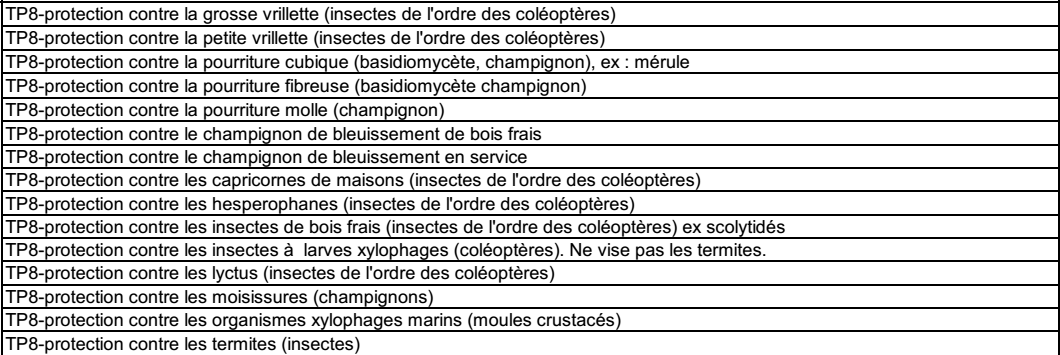 TP8-protection contre la grosse vrillette (insectes de l'ordre des coléoptères)
TP8-protection contre la petite vrillette (insectes de l'ordre des coléoptères)
TP8-protection contre la pourriture cubique (basidiomycète, champignon), ex : mérule
TP8-protection contre la pourriture fibreuse (basidiomycète champignon)
TP8-protection contre la pourriture molle (champignon)
TP8-protection contre le champignon de bleuissement de bois frais
TP8-protection contre le champignon de bleuissement en service
TP8-protection contre les capricornes de maisons (insectes de l'ordre des coléoptères)
TP8-protection contre les hesperophanes (insectes de l'ordre des coléoptères)
TP8-protection contre les insectes de bois frais (insectes de l'ordre des coléoptères) ex scolytidés
TP8-protection contre les insectes à  larves xylophages (coléoptères). Ne vise pas les termites.
TP8-protection contre les lyctus (insectes de l'ordre des coléoptères)
TP8-protection contre les moisissures (champignons)
TP8-protection contre les organismes xylophages marins (moules crustacés)
TP8-protection contre les termites (insectes)